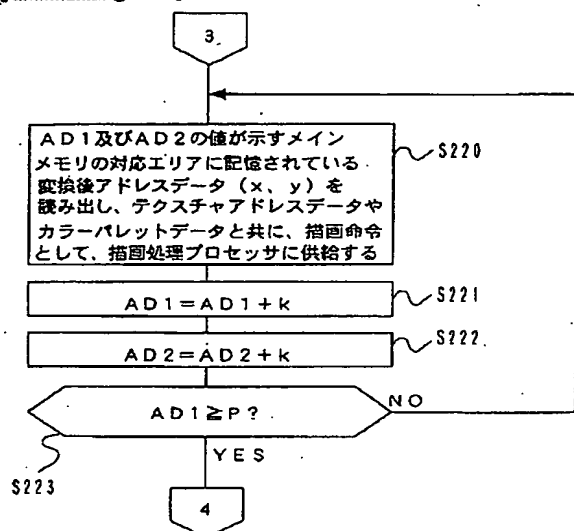 3
AD1及びAD2の値が示すメイン
メモリの対応エリアに記憶されている
変換後アドレスデータ(x、y)を
読み出し、テクスチャアドレスデータや
カラーパレットデータと共に、描画命令
として、描画処理プロセッサに供給する
S220
AD1=AD1+k
S221
AD2=AD2+k
S222
AD1≧P?
NO
YES
S223
4